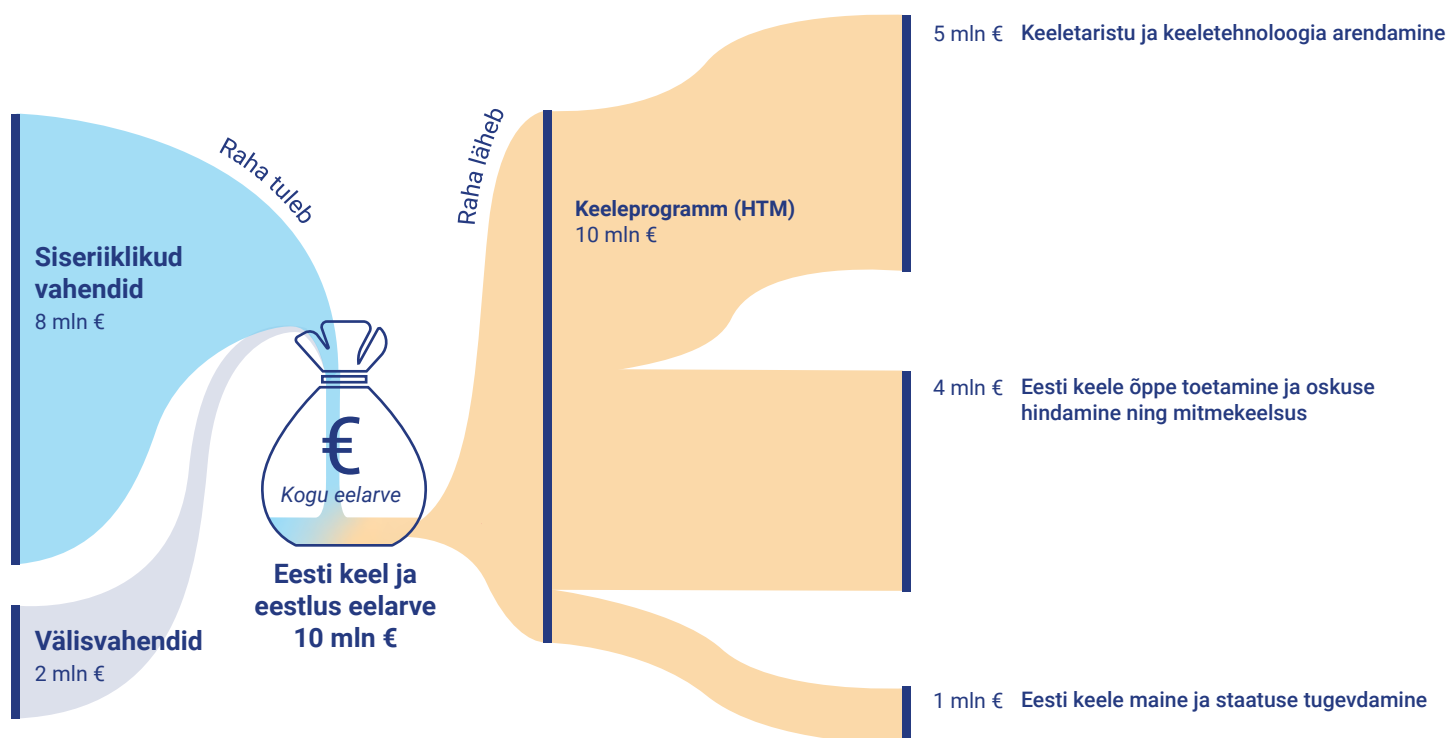 Raha tuleb
Siseriiklikud
vahendid
8 mln €
Välisvahendid
2 mln €
€
Kogu eelarve
Eesti keel ja
eestlus eelarve
10 mln €
Raha läheb
Keeleprogramm (HTM)
10 mln €
5 mln € Keeletaristu ja keeletehnoloogia arendamine
4 mln € Eesti keele õppe toetamine ja oskuse
hindamine ning mitmekeelsus
1 mln € Eesti keele maine ja staatuse tugevdamine